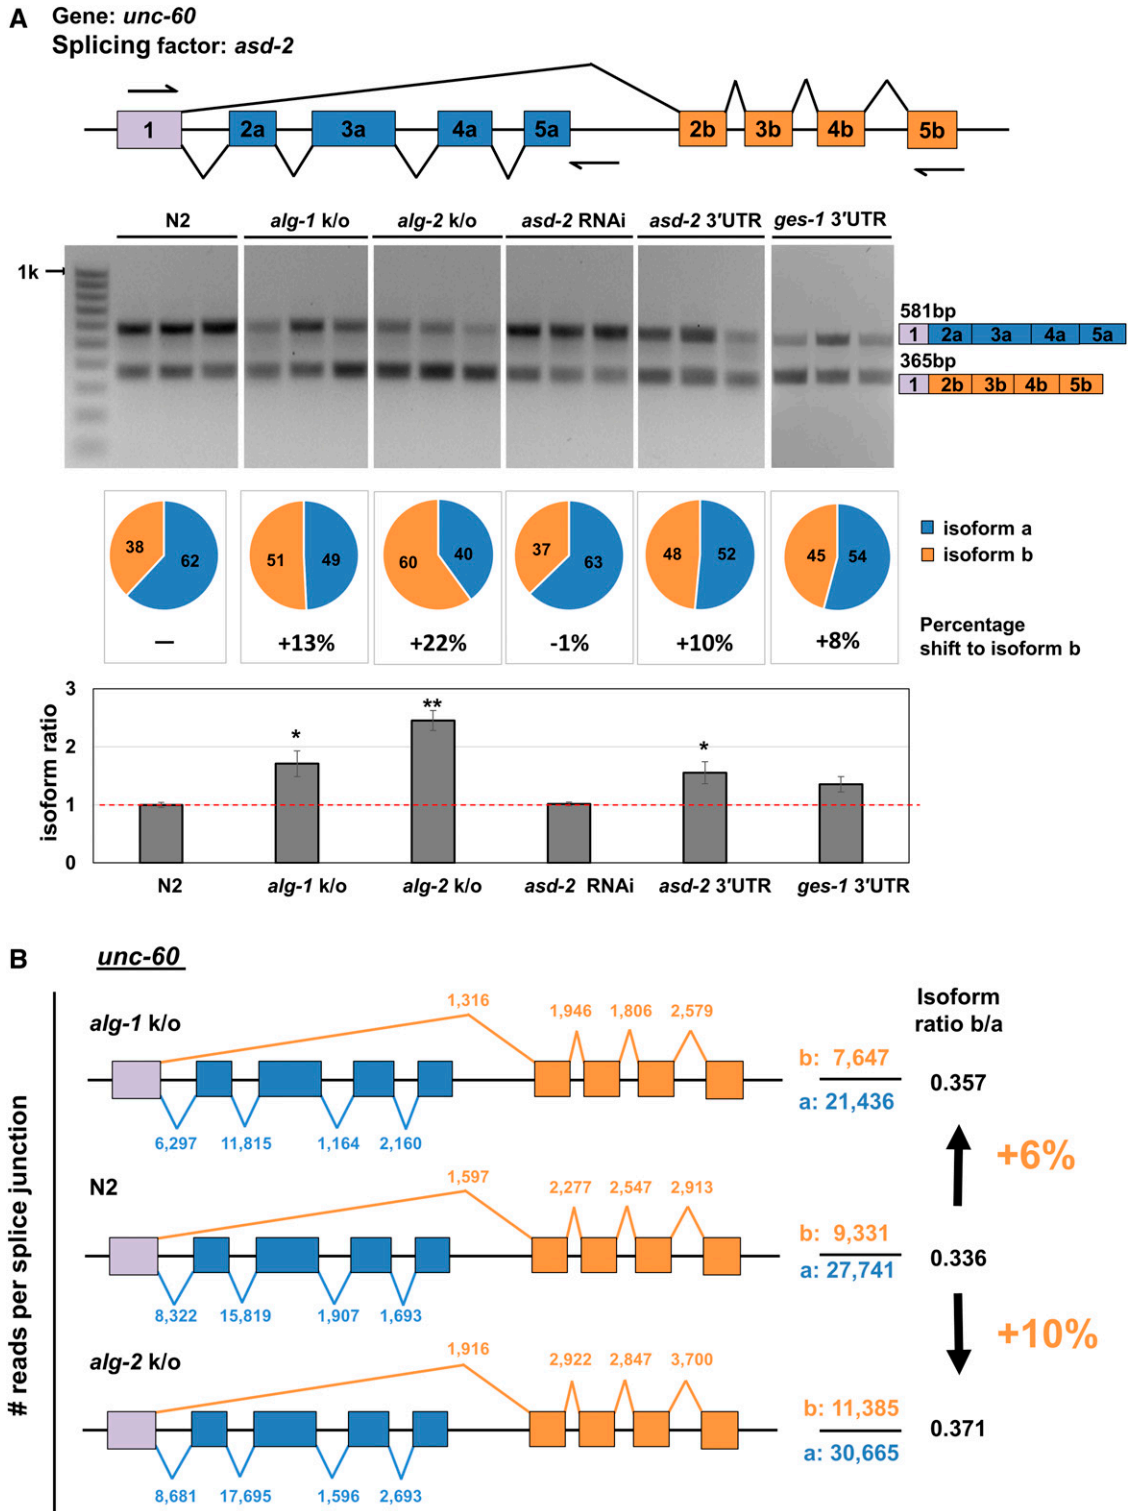 A Gene: unc-60
Splicing factor: asd-2
1 2a 3a 4a 5a 2b 3b 4b 5b
N2 alg-1 k/o alg-2 k/o asd-2 RNAi asd-2 3'UTR ges-1 3'UTR
1k
581bp
1 2a 3a 4a 5a
365bp
1 2b 3b 4b 5b
38 62 51 49 60 40 37 63 48 52 45 54
isoform a
isoform b
— +13% +22% -1% +10% +8%
Percentage
shift to isoform b
isoform ratio
3
2
1
0
* ** *
N2 alg-1 k/o alg-2 k/o asd-2 RNAi asd-2 3'UTR ges-1 3'UTR
B unc-60
# reads per splice junction
Isoform
ratio b/a
alg-1 k/o
1,316 1,946 1,806 2,579
6,297 11,815 1,164 2,160
b: 7,647
a: 21,436
0.357
+6%
N2
1,597 2,277 2,547 2,913
8,322 15,819 1,907 1,693
b: 9,331
a: 27,741
0.336
+10%
alg-2 k/o
1,916 2,922 2,847 3,700
8,681 17,695 1,596 2,693
b: 11,385
a: 30,665
0.371